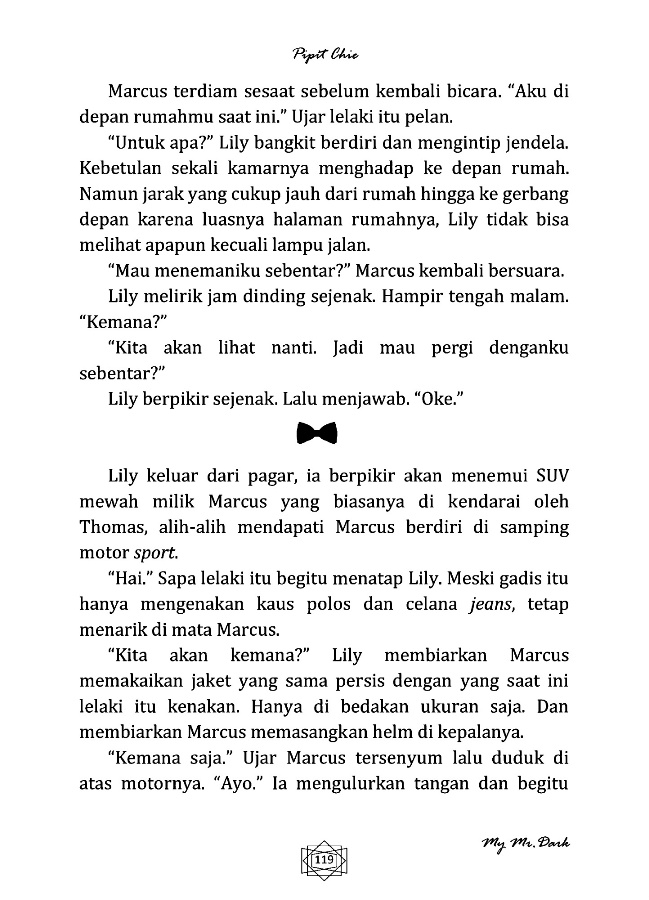 Pipit Chie
Marcus terdiam sesaat sebelum kembali bicara. “Aku di
depan rumahmu saat ini.” Ujar lelaki itu pelan.
“Untuk apa?” Lily bangkit berdiri dan mengintip jendela.
Kebetulan sekali kamarnya menghadap ke depan rumah.
Namun jarak yang cukup jauh dari rumah hingga ke gerbang
depan karena luasnya halaman rumahnya, Lily tidak bisa
melihat apapun kecuali lampu jalan.
“Mau menemaniku sebentar?” Marcus kembali bersuara.
Lily melirik jam dinding sejenak. Hampir tengah malam.
“Kemana?”
“Kita akan lihat nanti. Jadi mau pergi denganku
sebentar?”
Lily berpikir sejenak. Lalu menjawab. “Oke.”
Lily keluar dari pagar, ia berpikir akan menemui SUV
mewah milik Marcus yang biasanya di kendarai oleh
Thomas, alih-alih mendapati Marcus berdiri di samping
motor sport.
“Hai.” Sapa lelaki itu begitu menatap Lily. Meski gadis itu
hanya mengenakan kaus polos dan celana jeans, tetap
menarik di mata Marcus.
“Kita akan kemana?” Lily membiarkan Marcus
memakaikan jaket yang sama persis dengan yang saat ini
lelaki itu kenakan. Hanya di bedakan ukuran saja. Dan
membiarkan Marcus memasangkan helm di kepalanya.
“Kemana saja.” Ujar Marcus tersenyum lalu duduk di
atas motornya. “Ayo.” Ia mengulurkan tangan dan begitu
My Mr. Dark
119